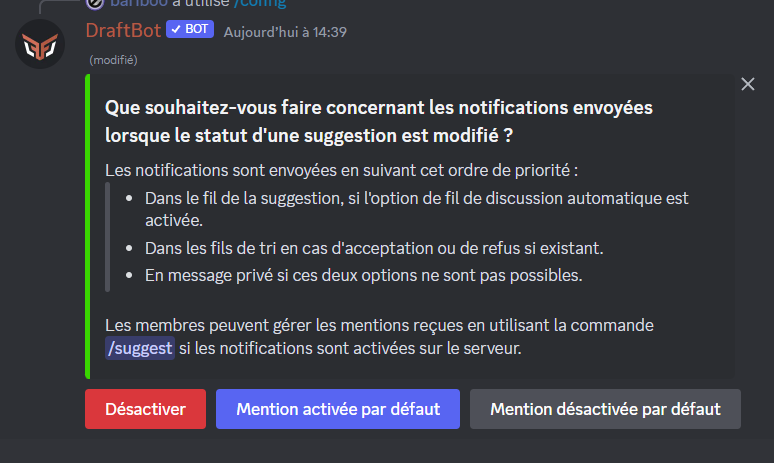 bariboo a utilisé /config
DraftBot ✓ BOT Aujourd'hui à 14:39
(modifié)
Que souhaitez-vous faire concernant les notifications envoyées
lorsque le statut d'une suggestion est modifié ?
Les notifications sont envoyées en suivant cet ordre de priorité :
• Dans le fil de la suggestion, si l'option de fil de discussion automatique est
activée.
• Dans les fils de tri en cas d'acceptation ou de refus si existant.
• En message privé si ces deux options ne sont pas possibles.
Les membres peuvent gérer les mentions reçues en utilisant la commande
/suggest si les notifications sont activées sur le serveur.
Désactiver Mention activée par défaut Mention désactivée par défaut